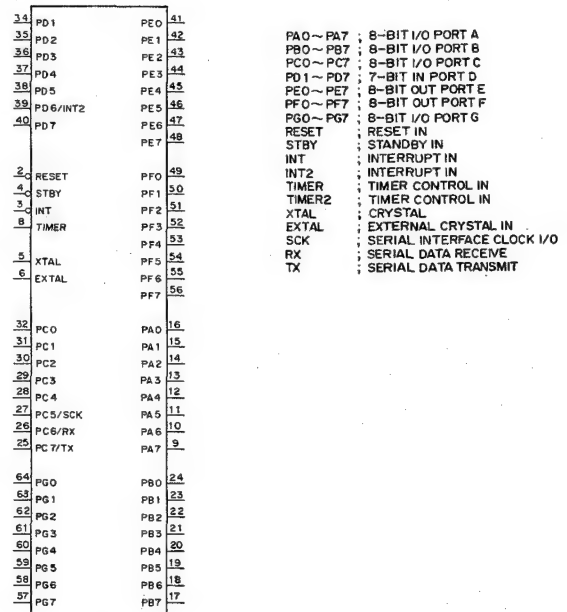 34 PD1 PE0 41
35 PD2 PE1 42
36 PD3 PE2 43
37 PD4 PE3 44
38 PD5 PE4 45
39 PD6/INT2 PE5 46
40 PD7 PE6 47
PE7 48
2 RESET PF0 49
4 STBY PF1 50
3 INT PF2 51
8 TIMER PF3 52
PF4 53
5 XTAL PF5 54
6 EXTAL PF6 55
PF7 56
32 PC0 PA0 16
31 PC1 PA1 15
30 PC2 PA2 14
29 PC3 PA3 13
28 PC4 PA4 12
27 PC5/SCK PA5 11
26 PC6/RX PA6 10
25 PC7/TX PA7 9
64 PG0 PB0 24
63 PG1 PB1 23
62 PG2 PB2 22
61 PG3 PB3 21
60 PG4 PB4 20
59 PG5 PB5 19
58 PG6 PB6 18
57 PG7 PB7 17
PA0~PA7 ; 8-BIT I/O PORT A
PB0~PB7 ; 8-BIT I/O PORT B
PC0~PC7 ; 8-BIT I/O PORT C
PD1~PD7 ; 7-BIT IN PORT D
PE0~PE7 ; 8-BIT OUT PORT E
PF0~PF7 ; 8-BIT OUT PORT F
PG0~PG7 ; 8-BIT I/O PORT G
RESET ; RESET IN
STBY ; STANDBY IN
INT ; INTERRUPT IN
INT2 ; INTERRUPT IN
TIMER ; TIMER CONTROL IN
TIMER2 ; TIMER CONTROL IN
XTAL ; CRYSTAL
EXTAL ; EXTERNAL CRYSTAL IN
SCK ; SERIAL INTERFACE CLOCK I/O
RX ; SERIAL DATA RECEIVE
TX ; SERIAL DATA TRANSMIT